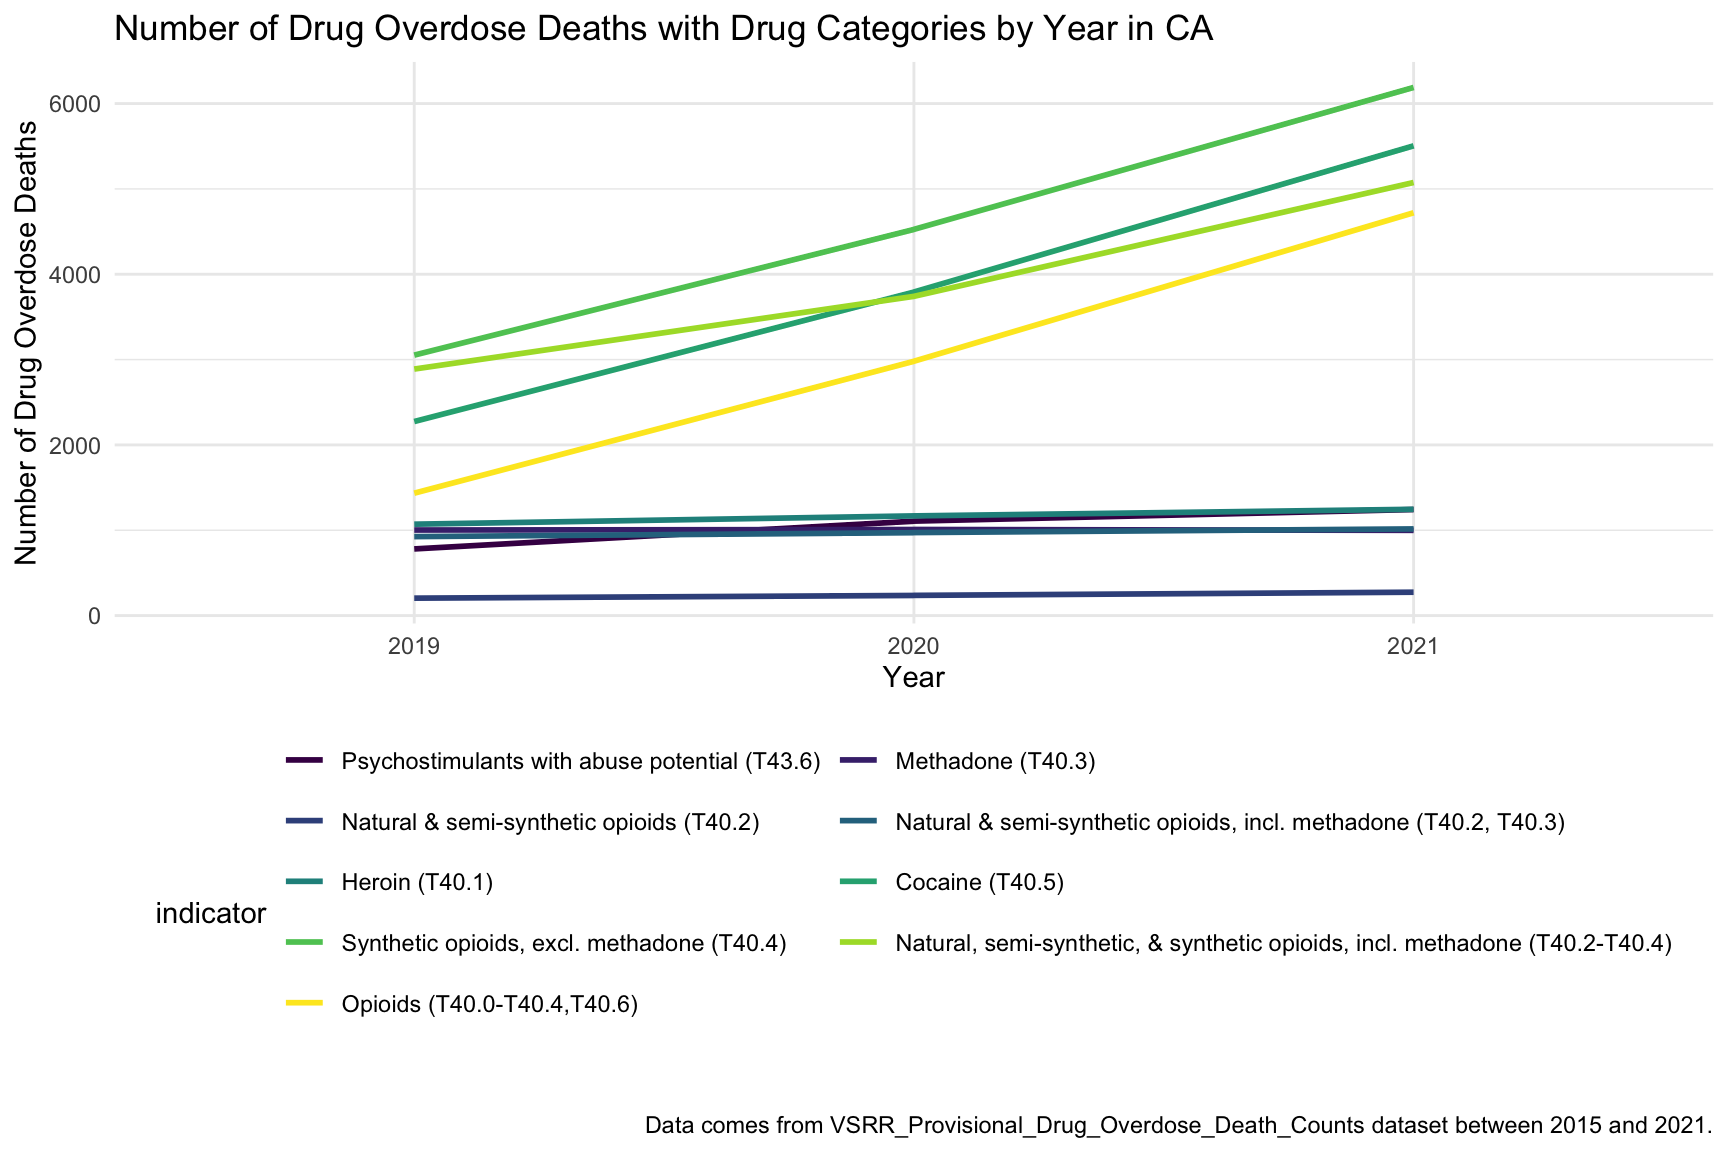 Number of Drug Overdose Deaths with Drug Categories by Year in CA
Number of Drug Overdose Deaths
6000
4000
2000
0
2019 2020 2021
Year
indicator
Psychostimulants with abuse potential (T43.6) Methadone (T40.3)
Natural & semi-synthetic opioids (T40.2) Natural & semi-synthetic opioids, incl. methadone (T40.2, T40.3)
Heroin (T40.1) Cocaine (T40.5)
Synthetic opioids, excl. methadone (T40.4) Natural, semi-synthetic, & synthetic opioids, incl. methadone (T40.2-T40.4)
Opioids (T40.0-T40.4,T40.6)
Data comes from VSRR_Provisional_Drug_Overdose_Death_Counts dataset between 2015 and 2021.